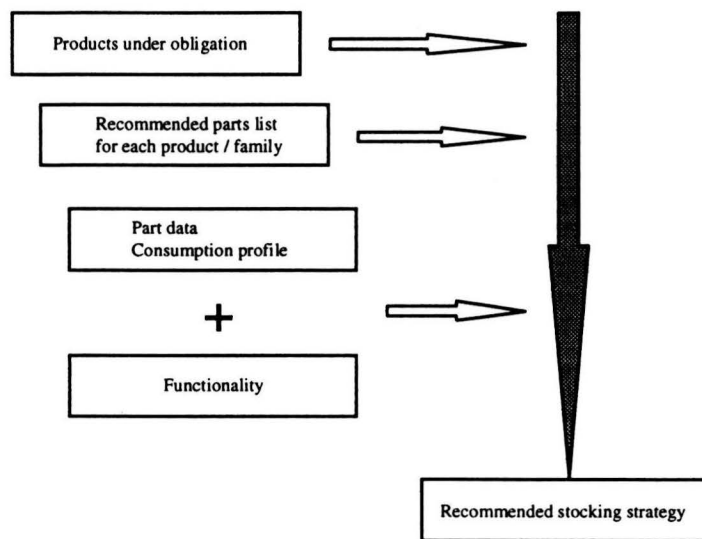 Products under obligation
Recommended parts list
for each product / family
Part data
Consumption profile
+
Functionality
Recommended stocking strategy